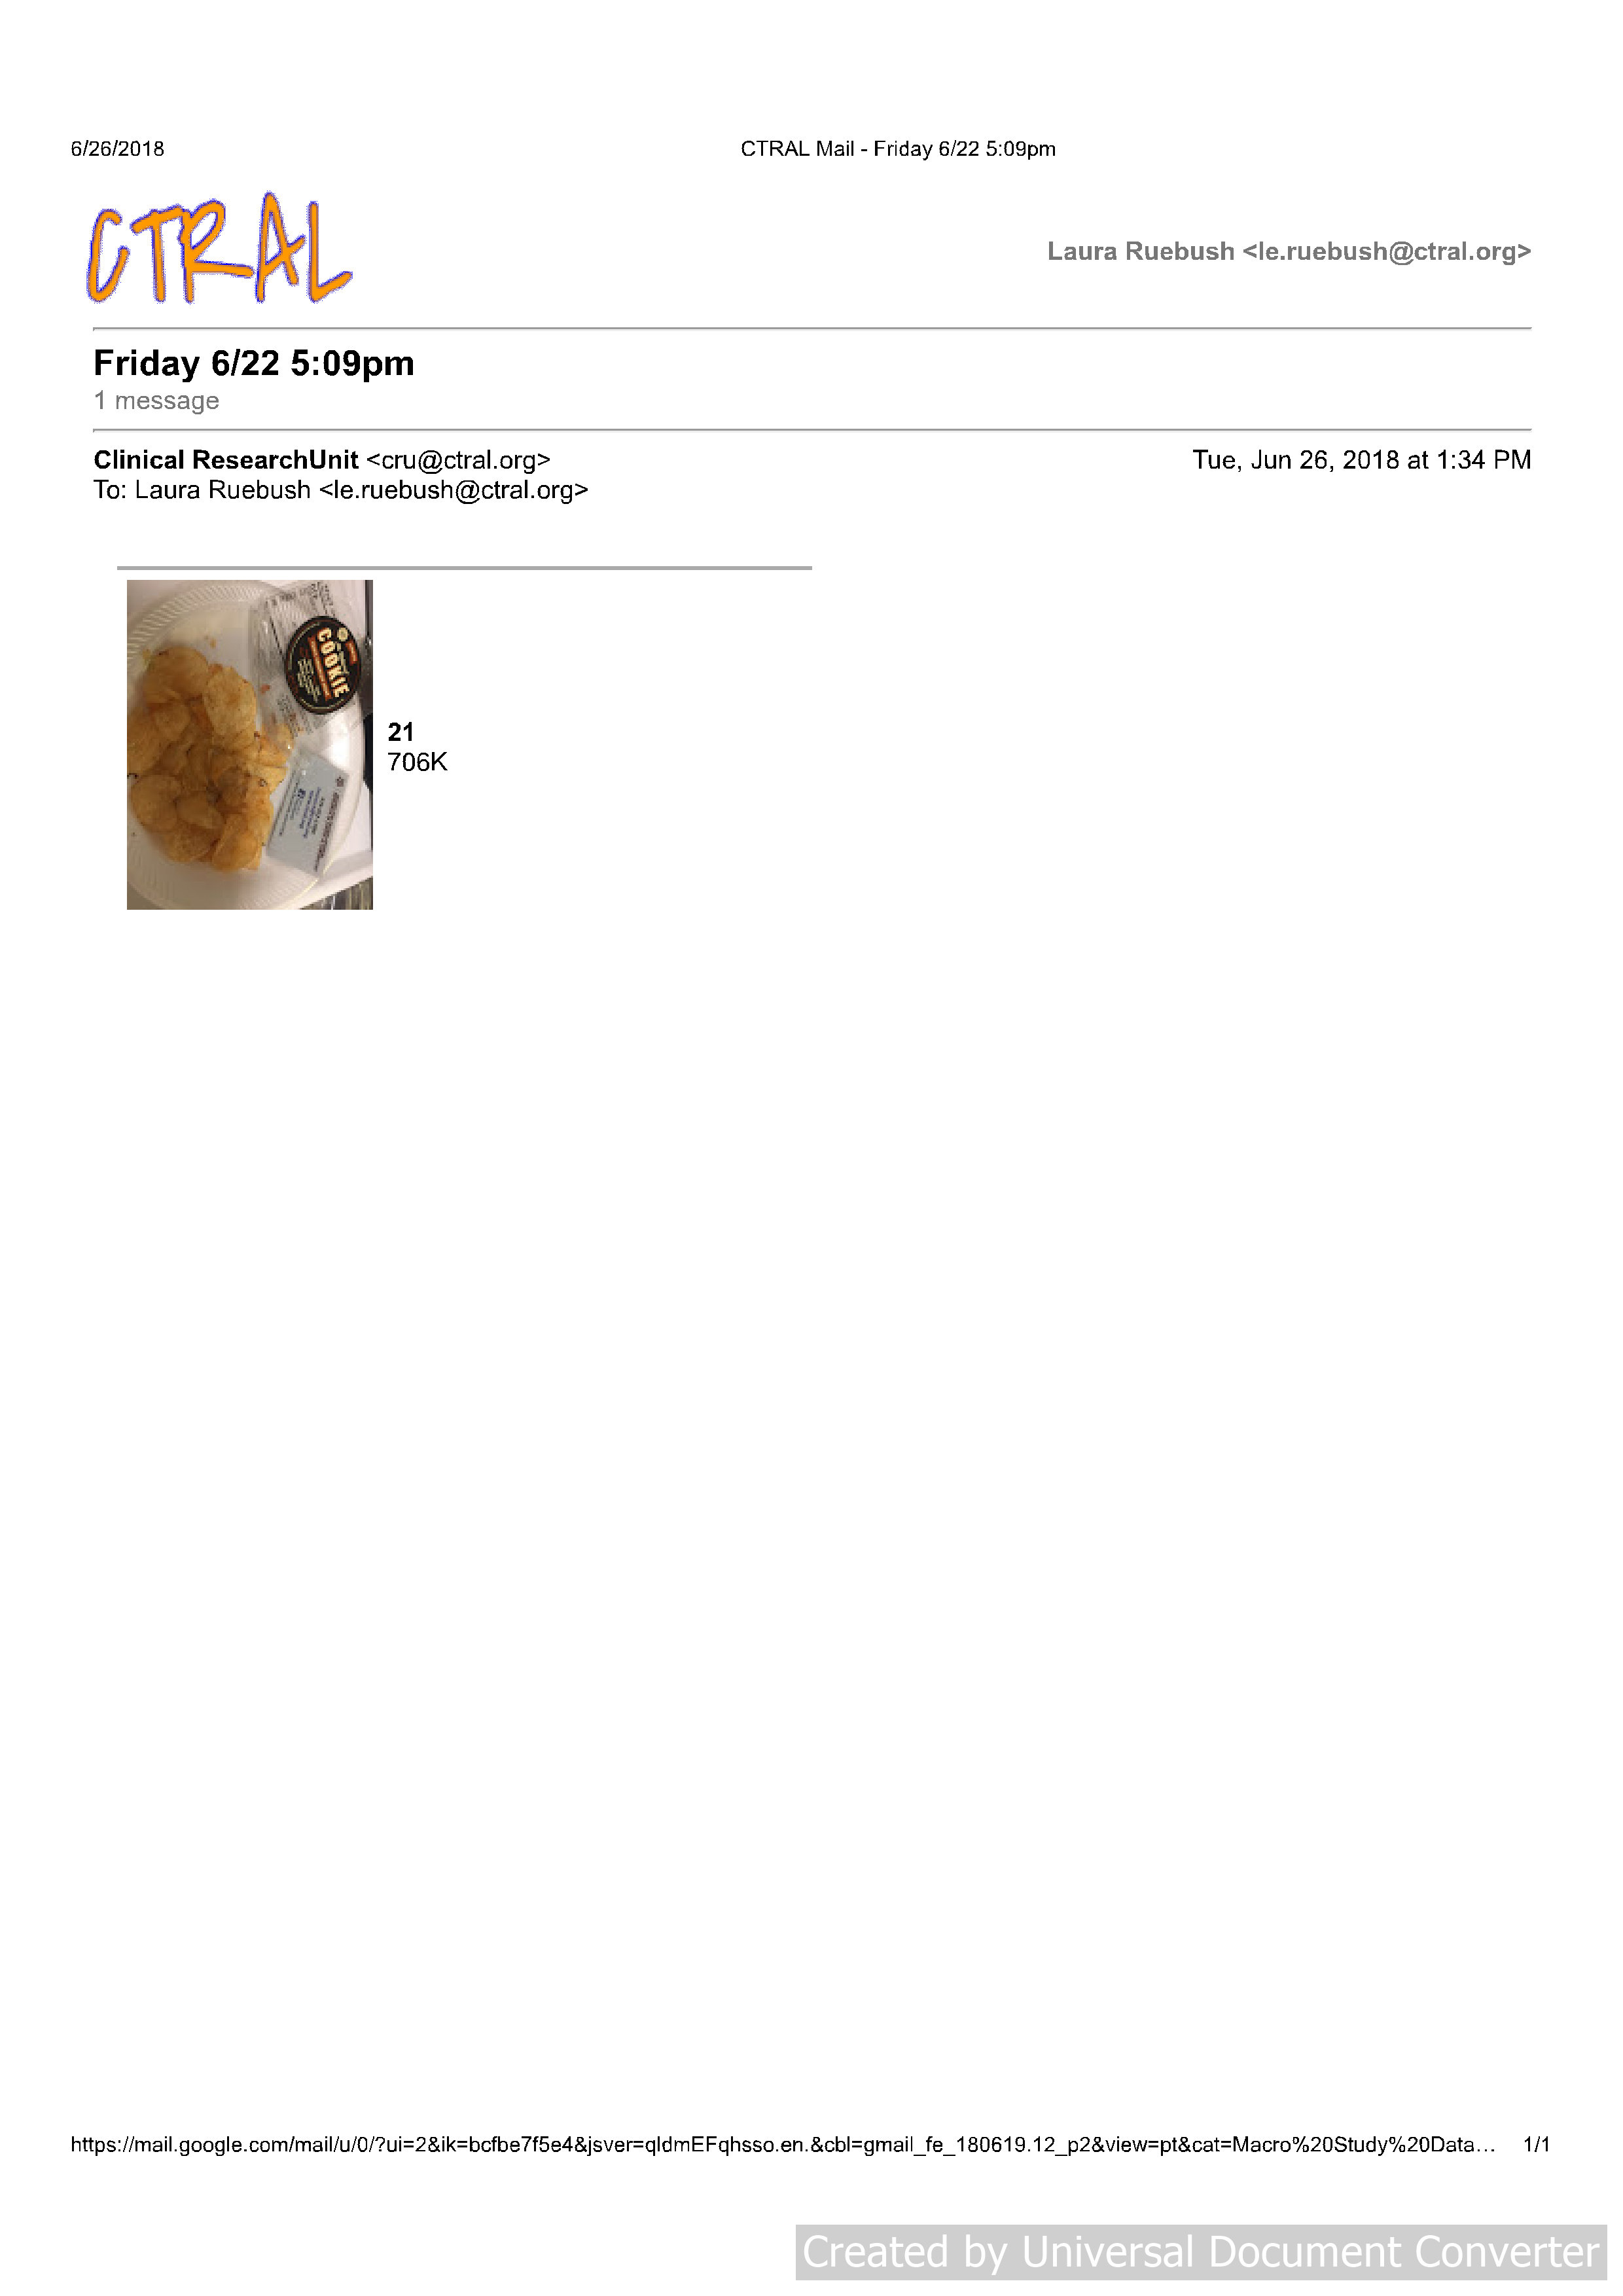 6/26/2018 CTRAL Mail - Friday 6/22 5:09pm
CTRAL
Laura Ruebush <le.ruebush@ctral.org>
Friday 6/22 5:09pm
1 message
Clinical ResearchUnit <cru@ctral.org> Tue, Jun 26, 2018 at 1:34 PM
To: Laura Ruebush <le.ruebush@ctral.org>
COOKIE
21
706K
https://mail.google.com/mail/u/0/?ui=2&ik=bcfbe7f5e4&jsver=qldmEFqhsso.en.&cbl=gmail_fe_180619.12_p2&view=pt&cat=Macro%20Study%20Data… 1/1
Created by Universal Document Converter